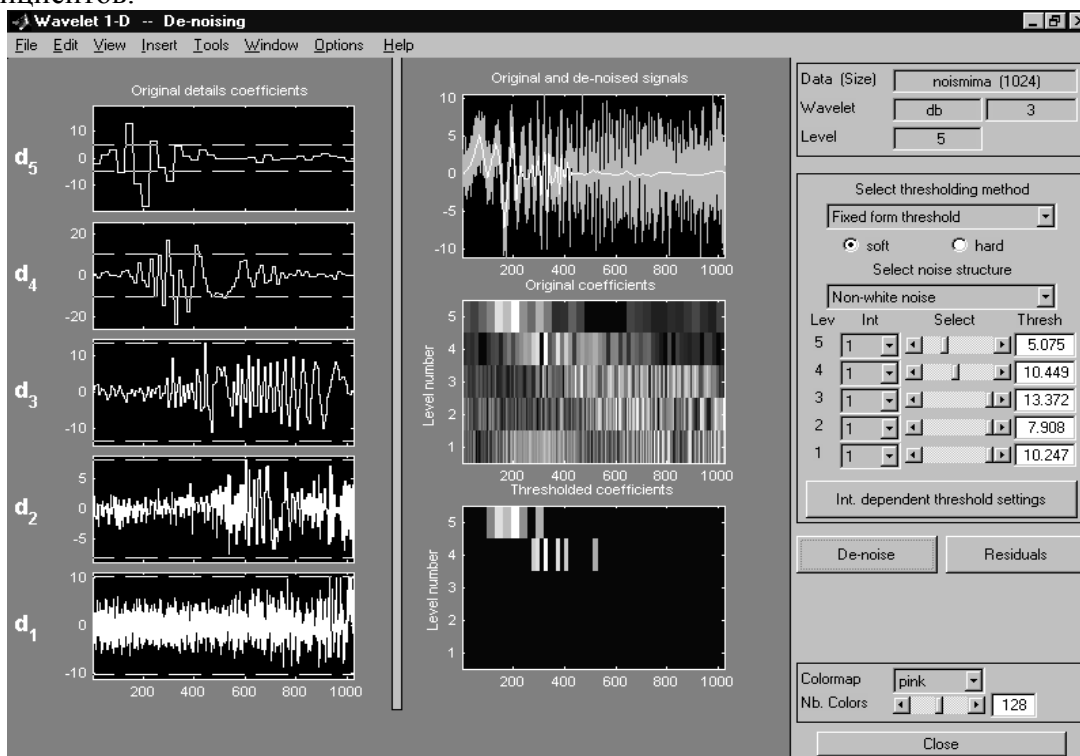 циентов.
Wavelet 1-D -- De-noising
File Edit View Insert Tools Window Options Help
Original details coefficients
d5
10
0
-10
d4
20
0
-20
d3
10
0
-10
d2
5
0
-5
d1
10
0
-10
200 400 600 800 1000
Original and de-noised signals
10
5
0
-5
-10
200 400 600 800 1000
Original coefficients
Level number
5
4
3
2
1
Thresholded coefficients
Level number
5
4
3
2
1
200 400 600 800 1000
Data (Size) noismima (1024)
Wavelet db 3
Level 5
Select thresholding method
Fixed form threshold
soft hard
Select noise structure
Non-white noise
Lev Int Select Thresh
5 1 5.075
4 1 10.449
3 1 13.372
2 1 7.908
1 1 10.247
Int. dependent threshold settings
De-noise Residuals
Colormap pink
Nb. Colors 128
Close